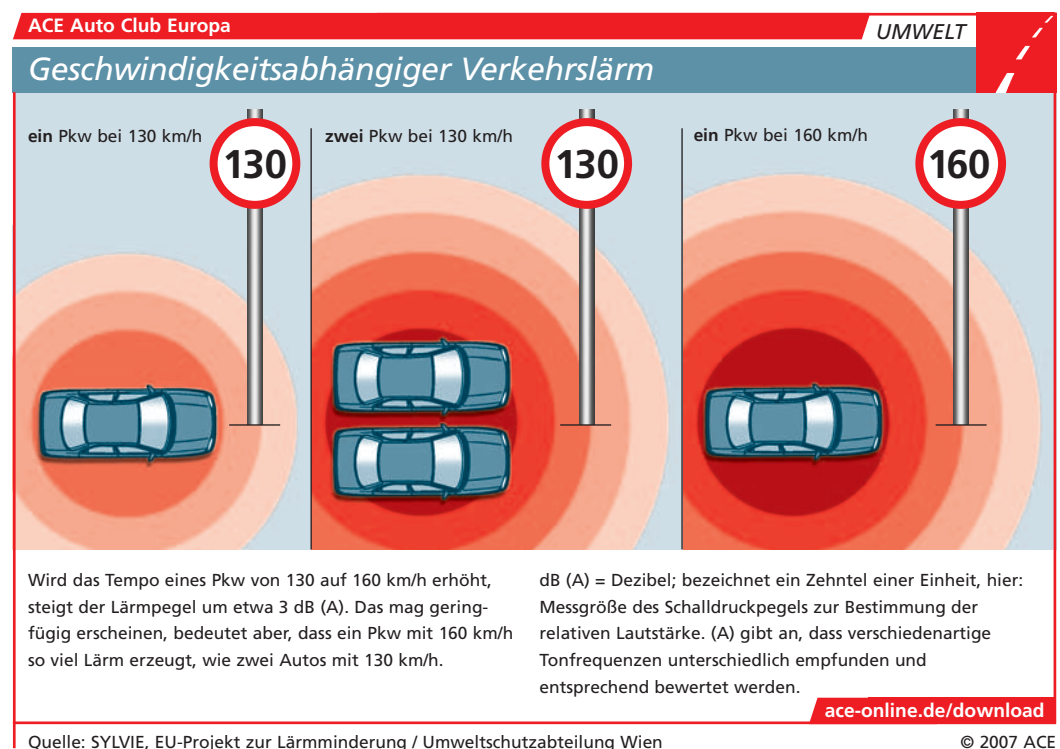 ACE Auto Club Europa
UMWELT
Geschwindigkeitsabhängiger Verkehrslärm
ein Pkw bei 130 km/h
130
zwei Pkw bei 130 km/h
130
ein Pkw bei 160 km/h
160
Wird das Tempo eines Pkw von 130 auf 160 km/h erhöht,
steigt der Lärmpegel um etwa 3 dB (A). Das mag gering-
fügig erscheinen, bedeutet aber, dass ein Pkw mit 160 km/h
so viel Lärm erzeugt, wie zwei Autos mit 130 km/h.
dB (A) = Dezibel; bezeichnet ein Zehntel einer Einheit, hier:
Messgröße des Schalldruckpegels zur Bestimmung der
relativen Lautstärke. (A) gibt an, dass verschiedenartige
Tonfrequenzen unterschiedlich empfunden und
entsprechend bewertet werden.
ace-online.de/download
Quelle: SYLVIE, EU-Projekt zur Lärmminderung / Umweltschutzabteilung Wien
© 2007 ACE